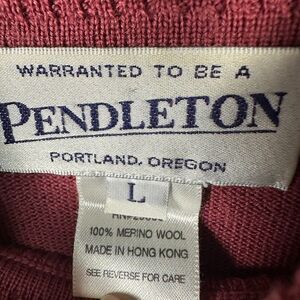 WARRANTED TO BE A
PENDLETON
PORTLAND, OREGON
L
100% MERINO WOOL
MADE IN HONG KONG
SEE REVERSE FOR CARE